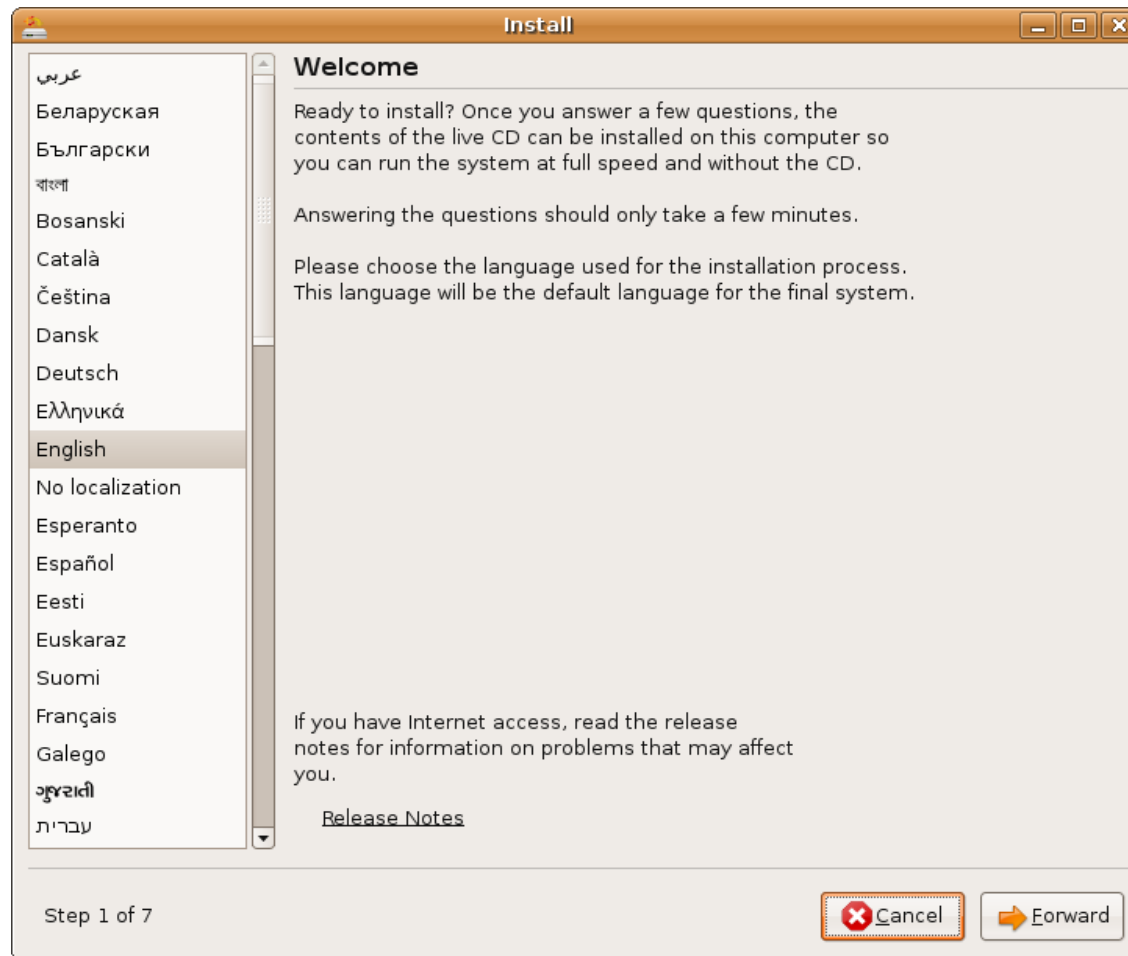 Install
عربي
Беларуская
Български
বাংলা
Bosanski
Català
Čeština
Dansk
Deutsch
Ελληνικά
English
No localization
Esperanto
Español
Eesti
Euskaraz
Suomi
Français
Galego
ગુજરાતી
עברית
Welcome
Ready to install? Once you answer a few questions, the
contents of the live CD can be installed on this computer so
you can run the system at full speed and without the CD.
Answering the questions should only take a few minutes.
Please choose the language used for the installation process.
This language will be the default language for the final system.
If you have Internet access, read the release
notes for information on problems that may affect
you.
Release Notes
Step 1 of 7
Cancel
Forward